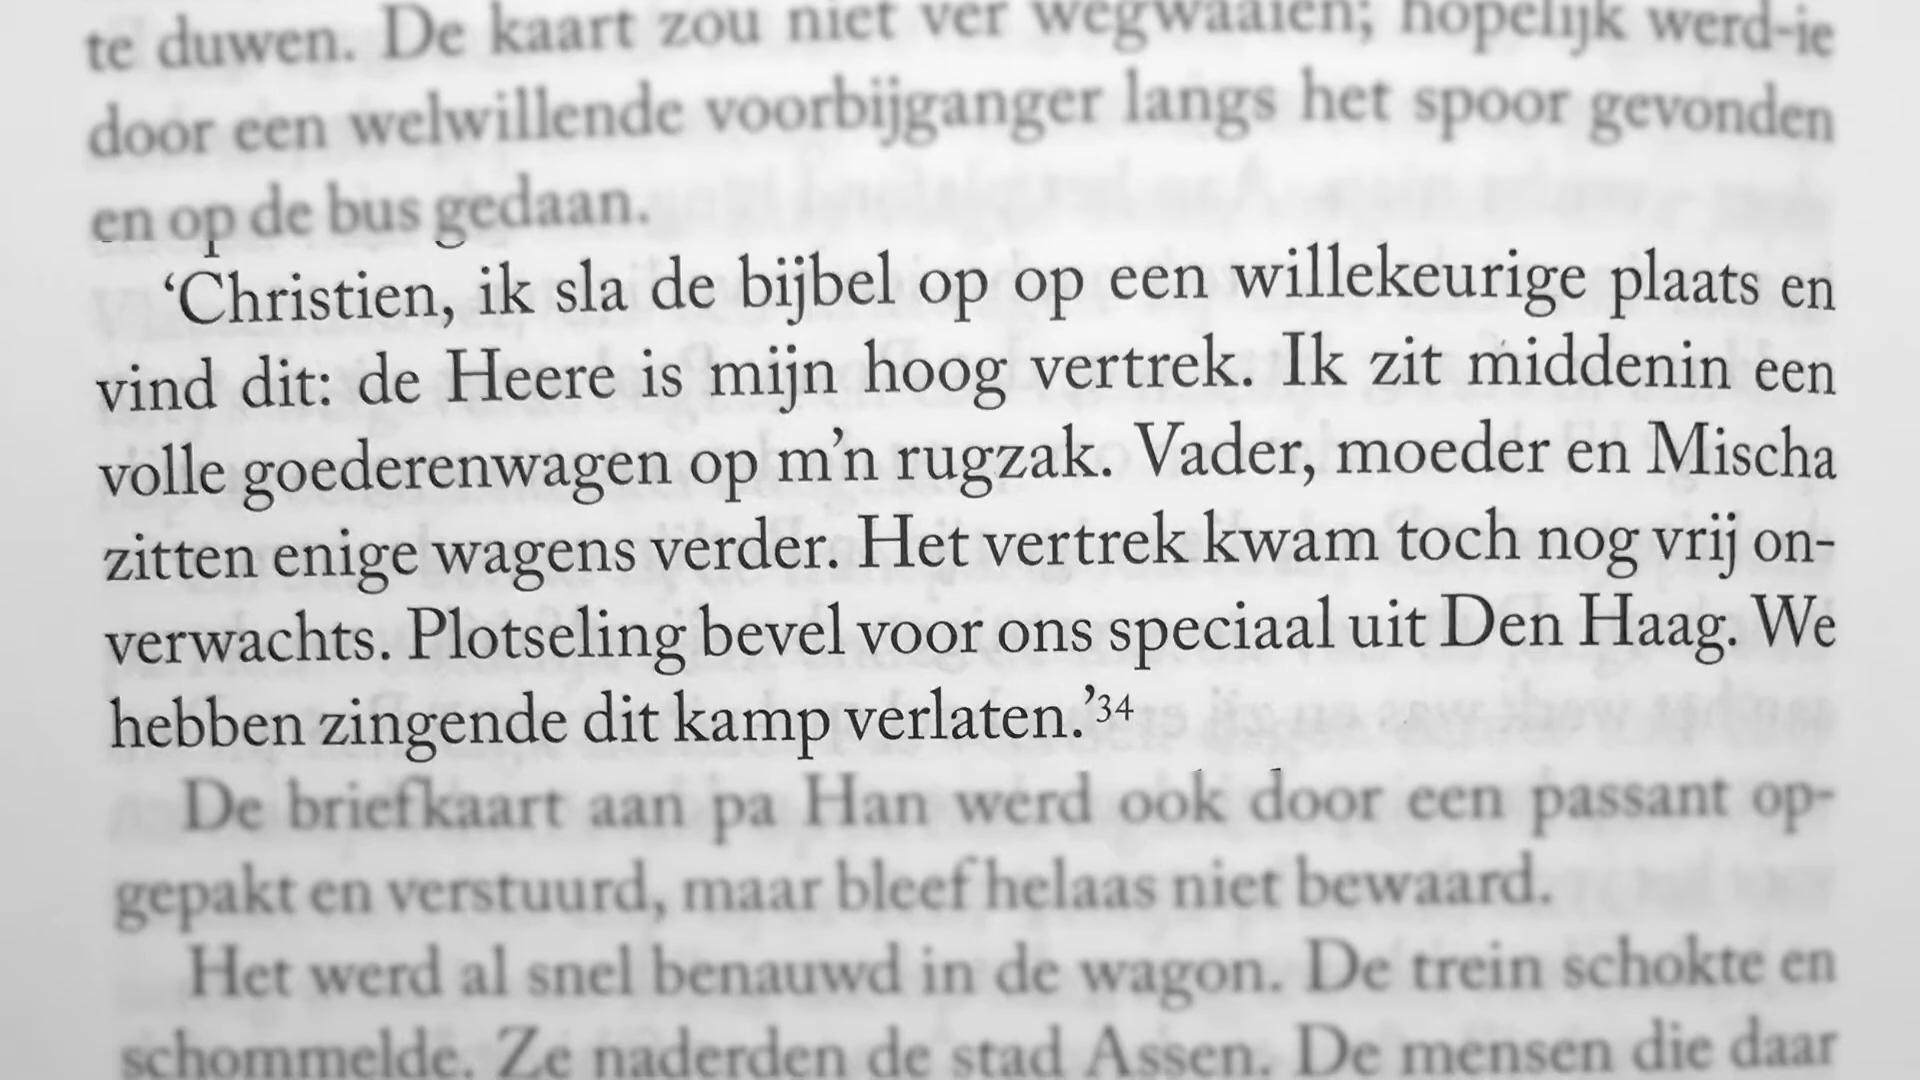 te duwen. De kaart zou niet ver wegwaaien; hopelijk werd-ie
door een welwillende voorbijganger langs het spoor gevonden
en op de bus gedaan.
‘Christien, ik sla de bijbel op op een willekeurige plaats en
vind dit: de Heere is mijn hoog vertrek. Ik zit middenin een
volle goederenwagen op m’n rugzak. Vader, moeder en Mischa
zitten enige wagens verder. Het vertrek kwam toch nog vrij on-
verwachts. Plotseling bevel voor ons speciaal uit Den Haag. We
hebben zingende dit kamp verlaten.’34
De briefkaart aan pa Han werd ook door een passant op-
gepakt en verstuurd, maar bleef helaas niet bewaard.
Het werd al snel benauwd in de wagon. De trein schokte en
schommelde. Ze naderden de stad Assen. De mensen die daar